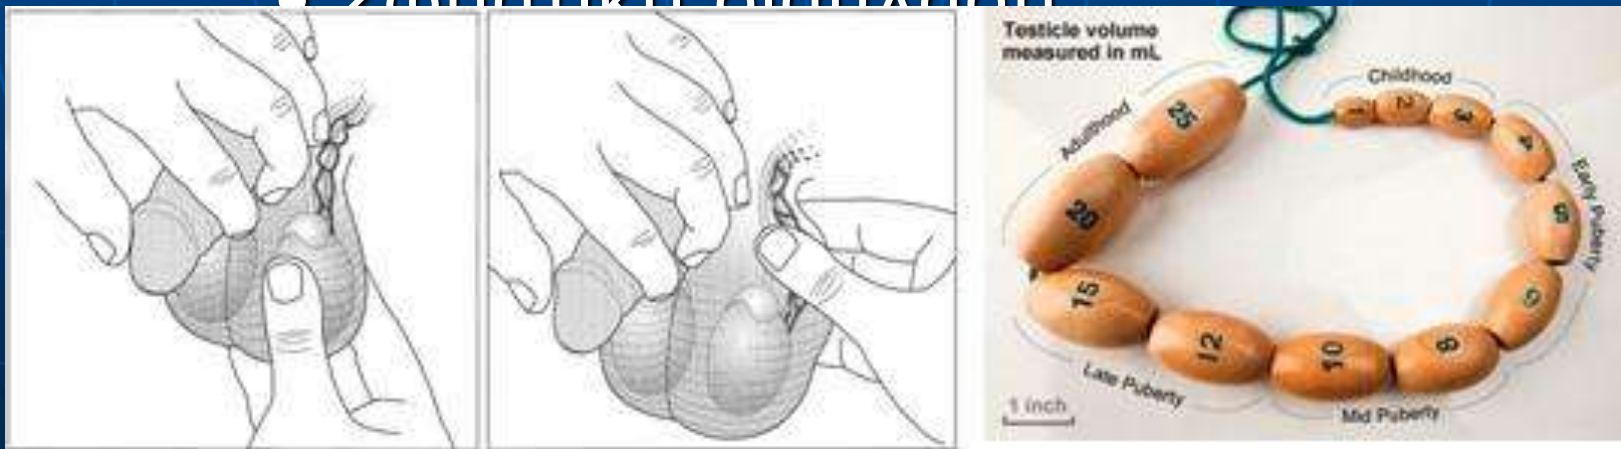 Testicle volume
measured in mL
Childhood
1
2
3
4
Early Puberty
5
6
8
10
Mid Puberty
12
Late Puberty
15
20
Adulthood
25
1 inch